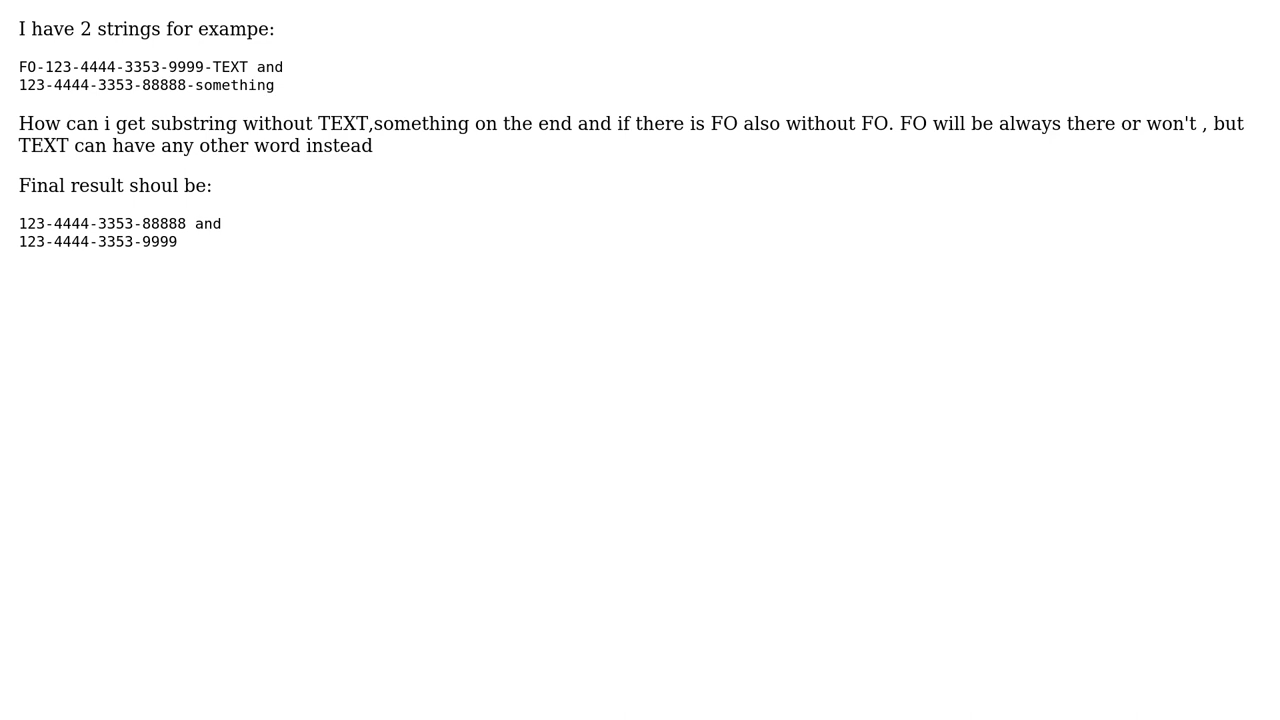 I have 2 strings for exampe:
FO-123-4444-3353-9999-TEXT and
123-4444-3353-88888-something
How can i get substring without TEXT,something on the end and if there is FO also without FO. FO will be always there or won't , but
TEXT can have any other word instead
Final result shoul be:
123-4444-3353-88888 and
123-4444-3353-9999